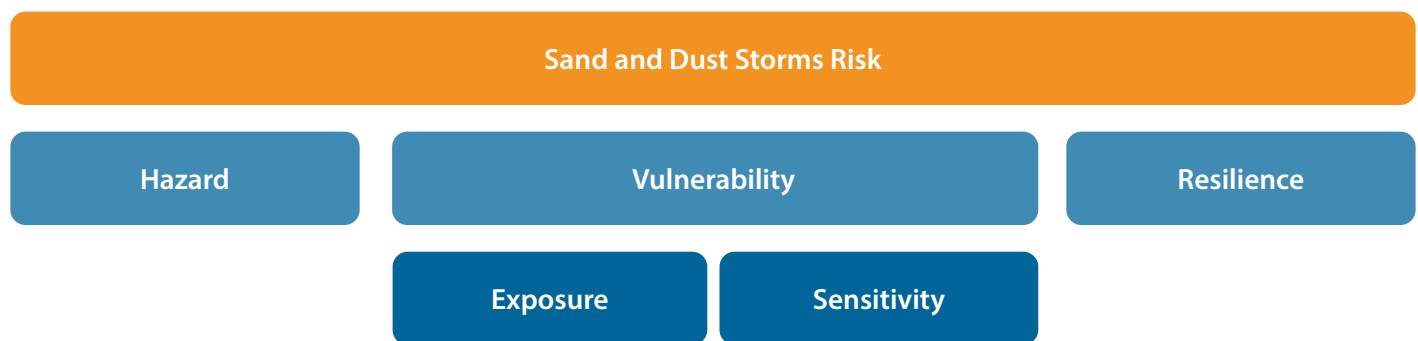 Sand and Dust Storms Risk
Hazard
Vulnerability
Resilience
Exposure
Sensitivity